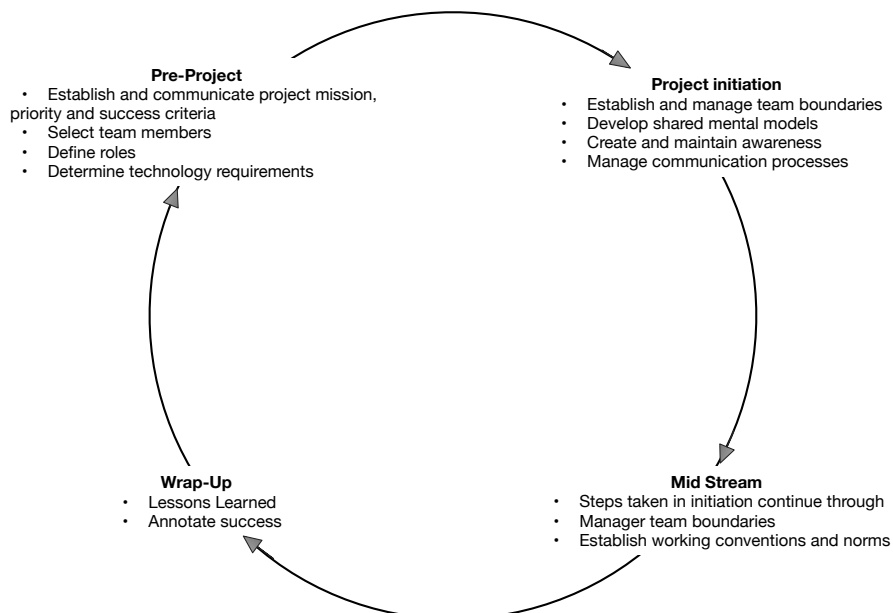 Pre-Project
• Establish and communicate project mission,
priority and success criteria
• Select team members
• Define roles
• Determine technology requirements
Project initiation
• Establish and manage team boundaries
• Develop shared mental models
• Create and maintain awareness
• Manage communication processes
Mid Stream
• Steps taken in initiation continue through
• Manager team boundaries
• Establish working conventions and norms
Wrap-Up
• Lessons Learned
• Annotate success